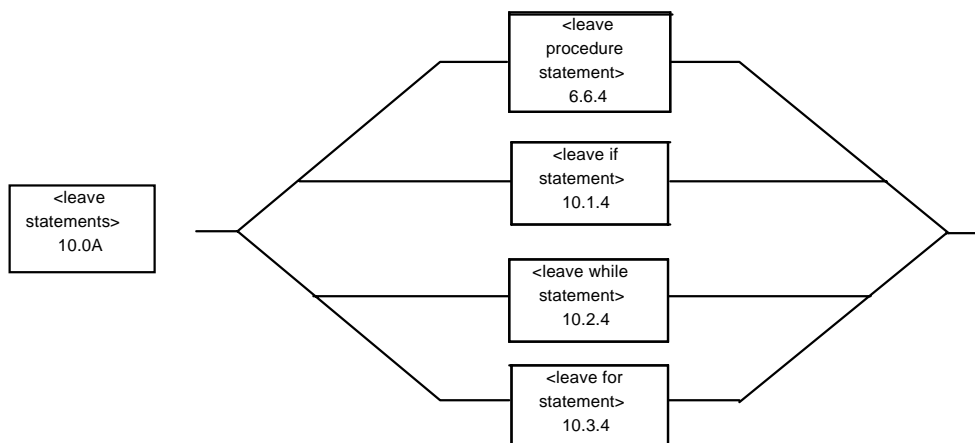 <leave
procedure
statement>
6.6.4
<leave if
statement>
10.1.4
<leave
statements>
10.0A
<leave while
statement>
10.2.4
<leave for
statement>
10.3.4